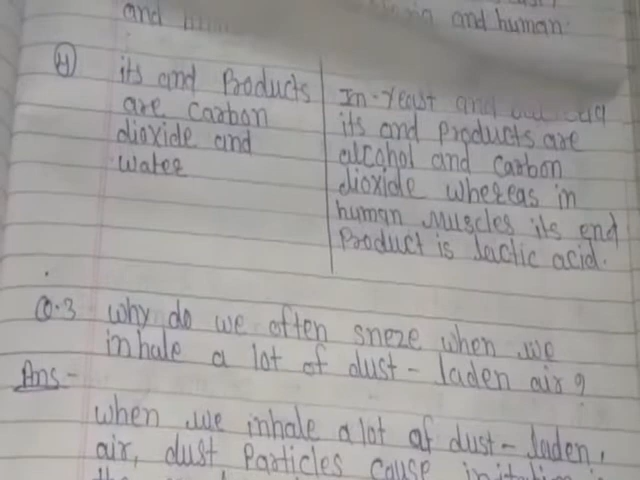 and human
(4) its and Products are carbon dioxide and water
In-Yeast and
its and products are
alcohol and carbon
dioxide whereas in
human muscles its end
Product is lactic acid.
Q.3 why do we often sneze when we
inhale a lot of dust-laden air?
Ans-
when we inhale a lot of dust-laden,
air, dust Particles cause